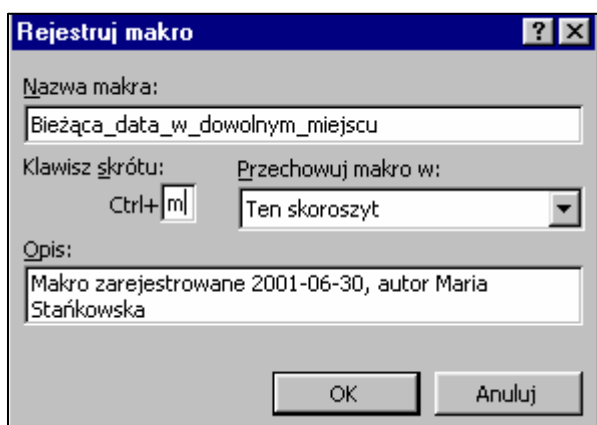 Rejestruj makro
Nazwa makra:
Bieżąca_data_w_dowolnym_miejscu
Klawisz skrótu:
Ctrl+ m
Przechowuj makro w:
Ten skoroszyt
Opis:
Makro zarejestrowane 2001-06-30, autor Maria
Stańkowska
OK
Anuluj